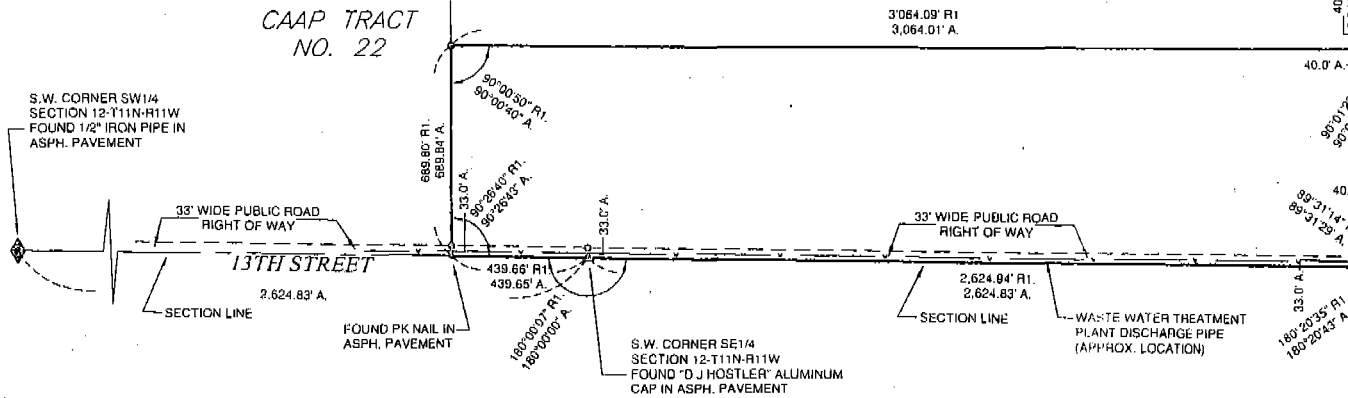 CAAP TRACT
NO. 22
3'064.09' R1
3,064.01' A.
40.0' A.
S.W. CORNER SW1/4
SECTION 12-T11N-R11W
FOUND 1/2" IRON PIPE IN
ASPH. PAVEMENT
90°00'50" R1.
90°00'40" A.
689.80' R1.
689.84' A.
33.0' A.
90°26'40" R1.
90°26'43" A.
33.0' A.
33' WIDE PUBLIC ROAD
RIGHT OF WAY
33' WIDE PUBLIC ROAD
RIGHT OF WAY
89°31'14"
89°31'29" A.
13TH STREET
2,624.83' A.
SECTION LINE
439.66' R1.
439.65' A.
180°00'07" R1.
180°00'00" A.
2,624.84' R1.
2,624.83' A.
SECTION LINE
33.0' A.
180°20'35" R1
180°20'43" A.
FOUND PK NAIL IN
ASPH. PAVEMENT
S.W. CORNER SE1/4
SECTION 12-T11N-R11W
FOUND "D J HOSTLER" ALUMINUM
CAP IN ASPH. PAVEMENT
WASTE WATER TREATMENT
PLANT DISCHARGE PIPE
(APPROX. LOCATION)